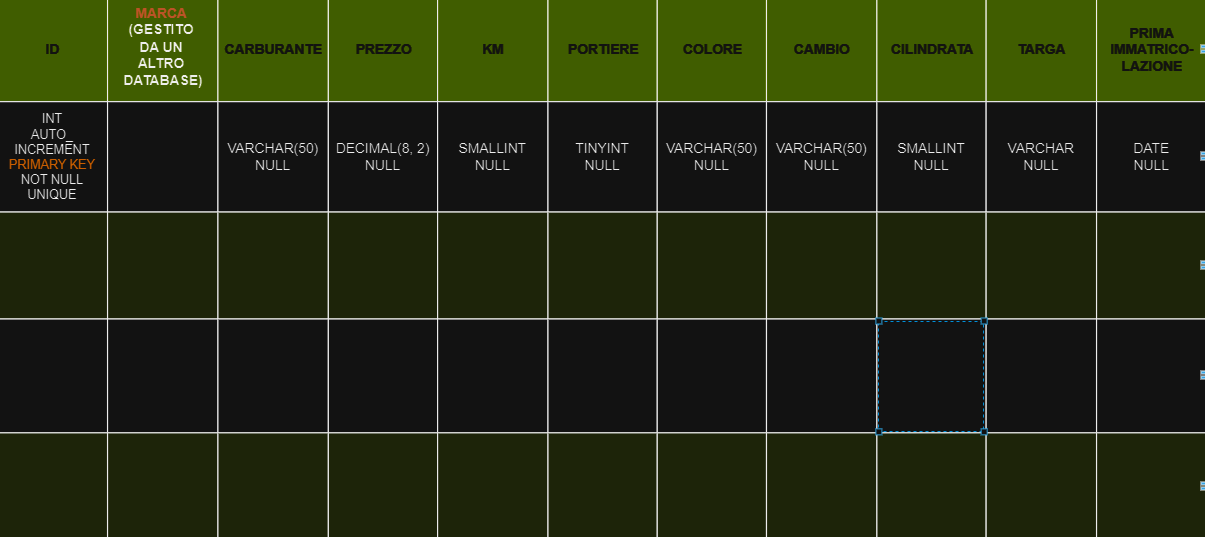 ID
MARCA
(GESTITO
DA UN
ALTRO
DATABASE)
CARBURANTE
PREZZO
KM
PORTIERE
COLORE
CAMBIO
CILINDRATA
TARGA
PRIMA
IMMATRICO-
LAZIONE
INT
AUTO_
INCREMENT
PRIMARY KEY
NOT NULL
UNIQUE
VARCHAR(50)
NULL
DECIMAL(8, 2)
NULL
SMALLINT
NULL
TINYINT
NULL
VARCHAR(50)
NULL
VARCHAR(50)
NULL
SMALLINT
NULL
VARCHAR
NULL
DATE
NULL